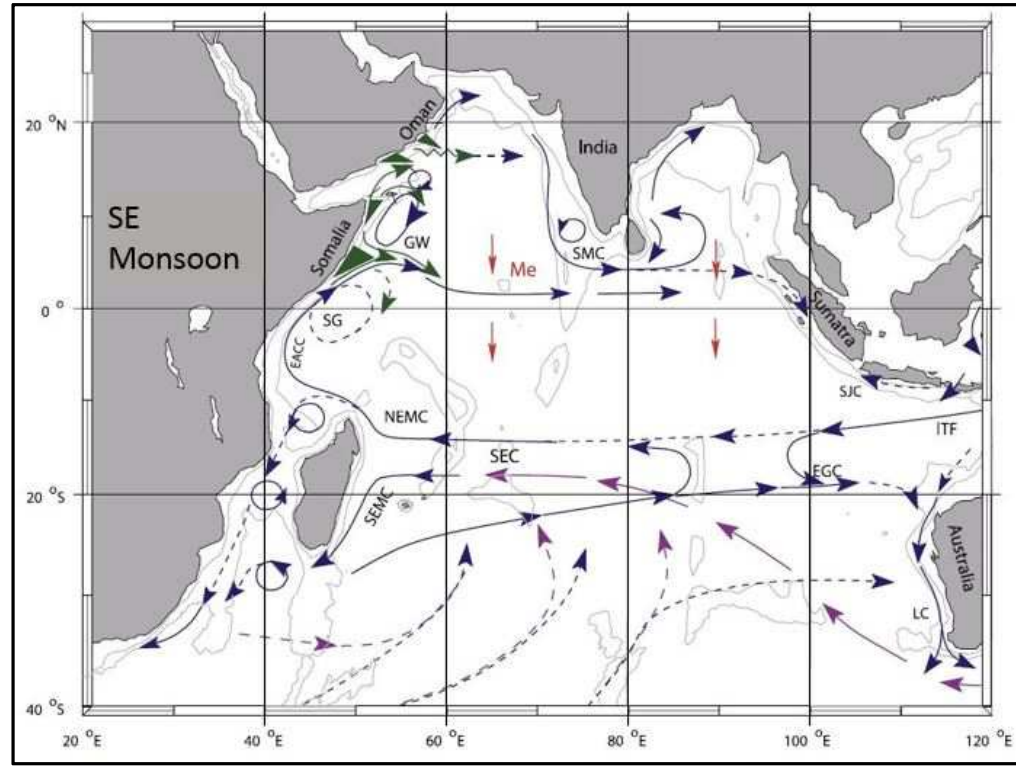 20 °N
Oman
India
SE
Monsoon
Somalia
GW
SMC
Me
0 °
SG
Sumatra
EACC
SJC
NEMC
ITF
SEC
EGC
20 °S
SEMC
Australia
LC
40 °S
20 °E
40 °E
60 °E
80 °E
100 °E
120 °E